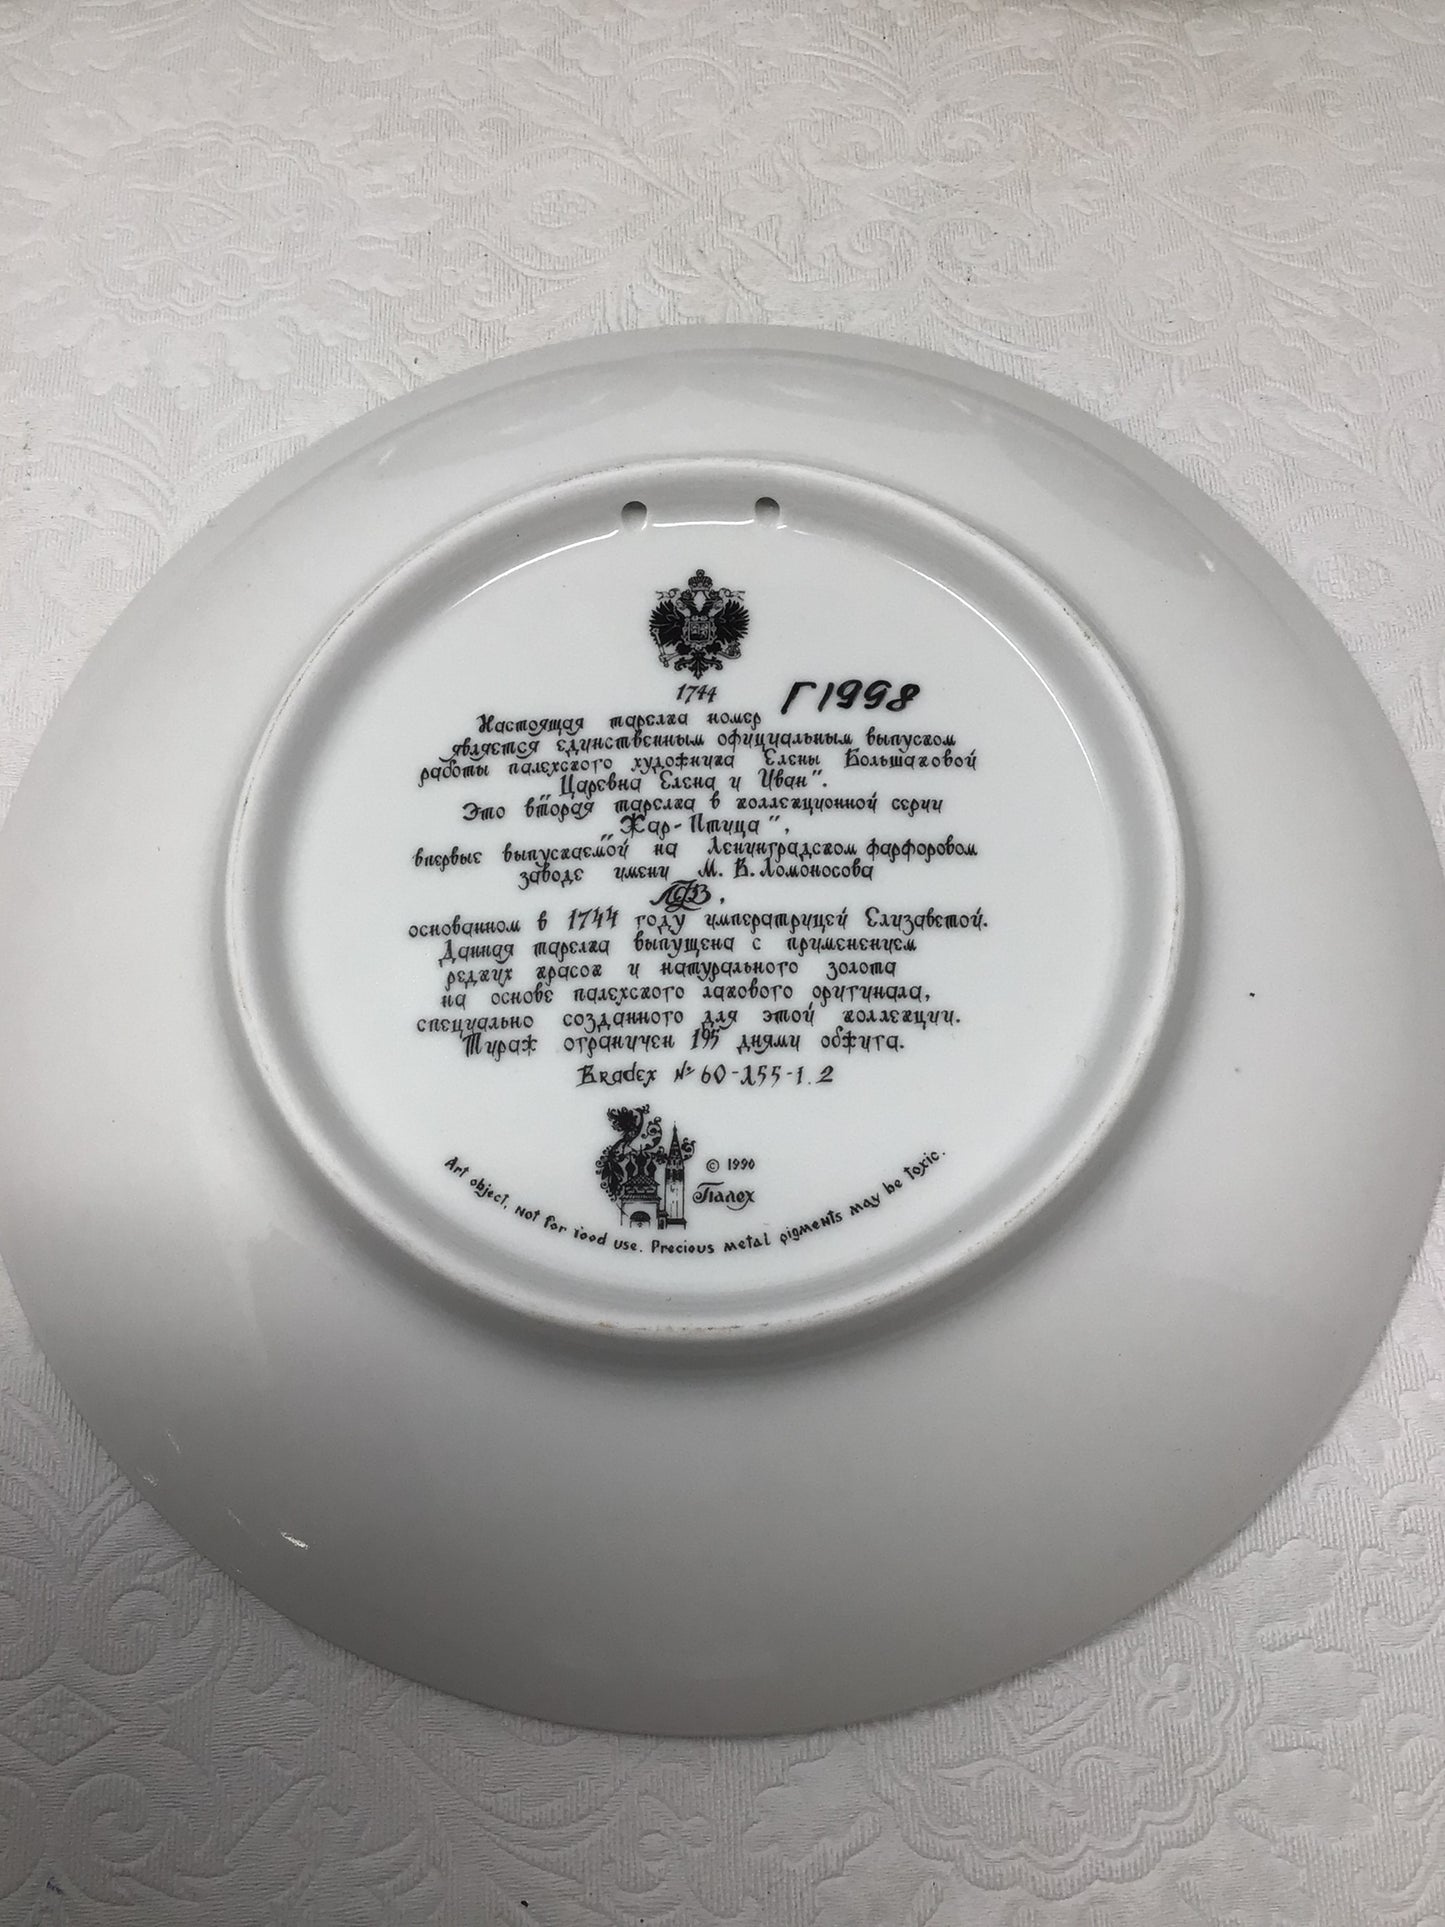 1744
Настоящая тарелка номер Г1998
является единственным официальным выпуском
работы палехского художника Елены Большаковой
Царевна Елена и Иван".
Это вторая тарелка в коллекционной серии
"Жар-Птица",
впервые выпускаемой на Ленинградском фарфоровом
заводе имени М. В. Ломоносова
ЛФЗ,
основанном в 1744 году императрицей Елизаветой.
Данная тарелка выпущена с применением
редких красок и натурального золота
на основе палехского лакового оригинала,
специально созданного для этой коллекции.
Тираж ограничен 195 днями обжига.
Bradex № 60-155-1.2
© 1990
Палех
Art object, not for food use. Precious metal pigments may be toxic.